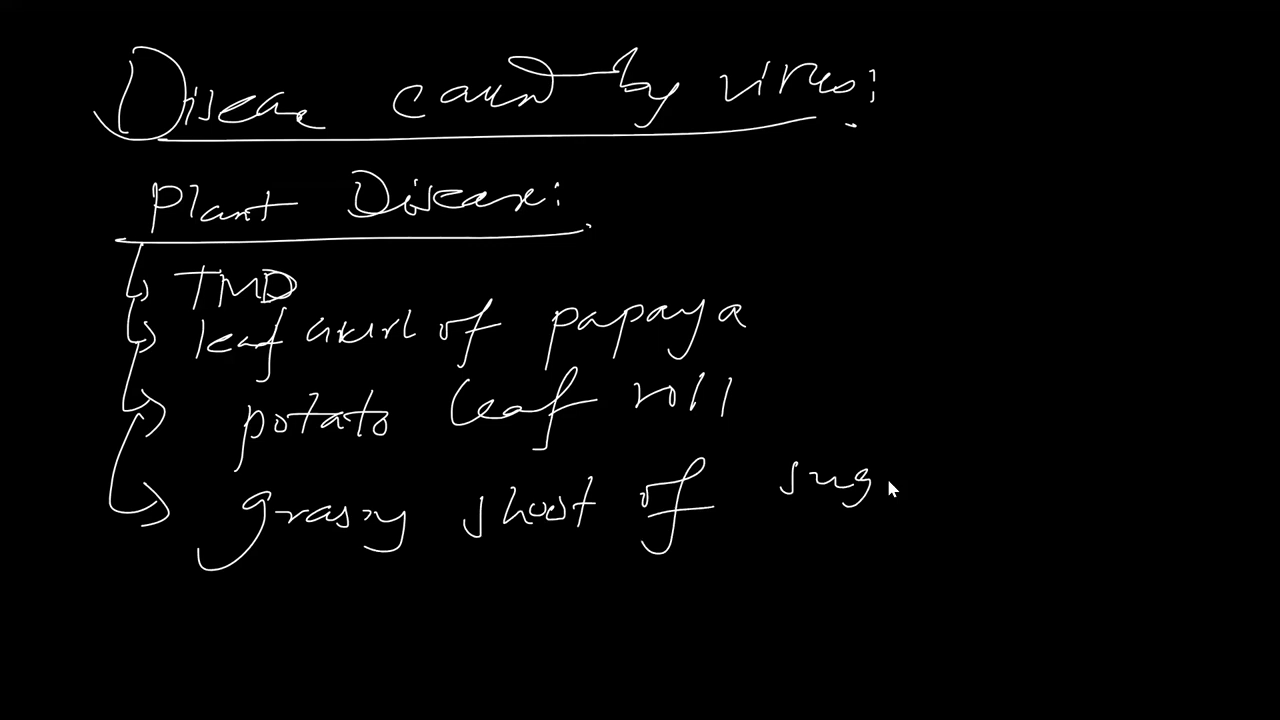 Disease caused by virus:
Plant Disease:
TMD
leaf curl of papaya
potato leaf roll
grassy shoot of sug